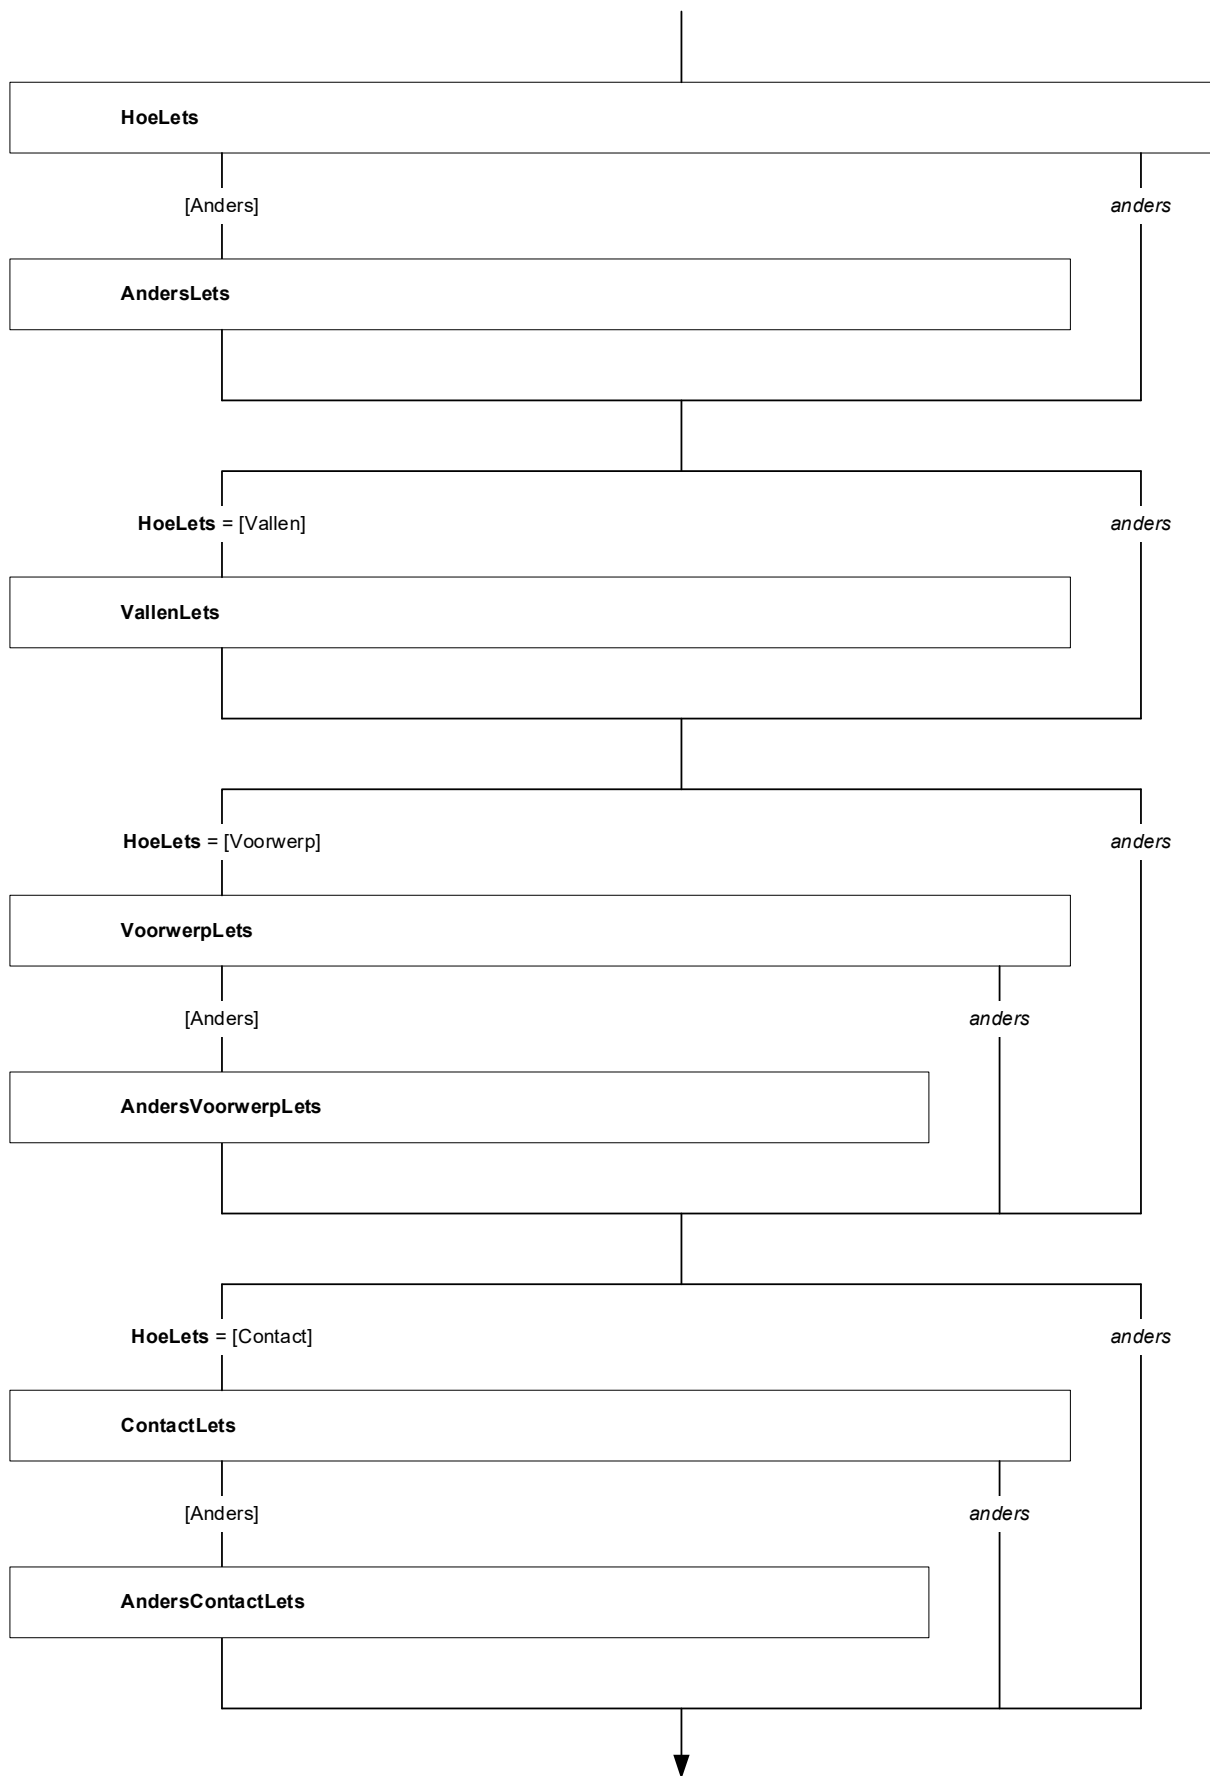 HoeLets
[Anders] anders
AndersLets
HoeLets = [Vallen] anders
VallenLets
HoeLets = [Voorwerp] anders
VoorwerpLets
[Anders] anders
AndersVoorwerpLets
HoeLets = [Contact] anders
ContactLets
[Anders] anders
AndersContactLets